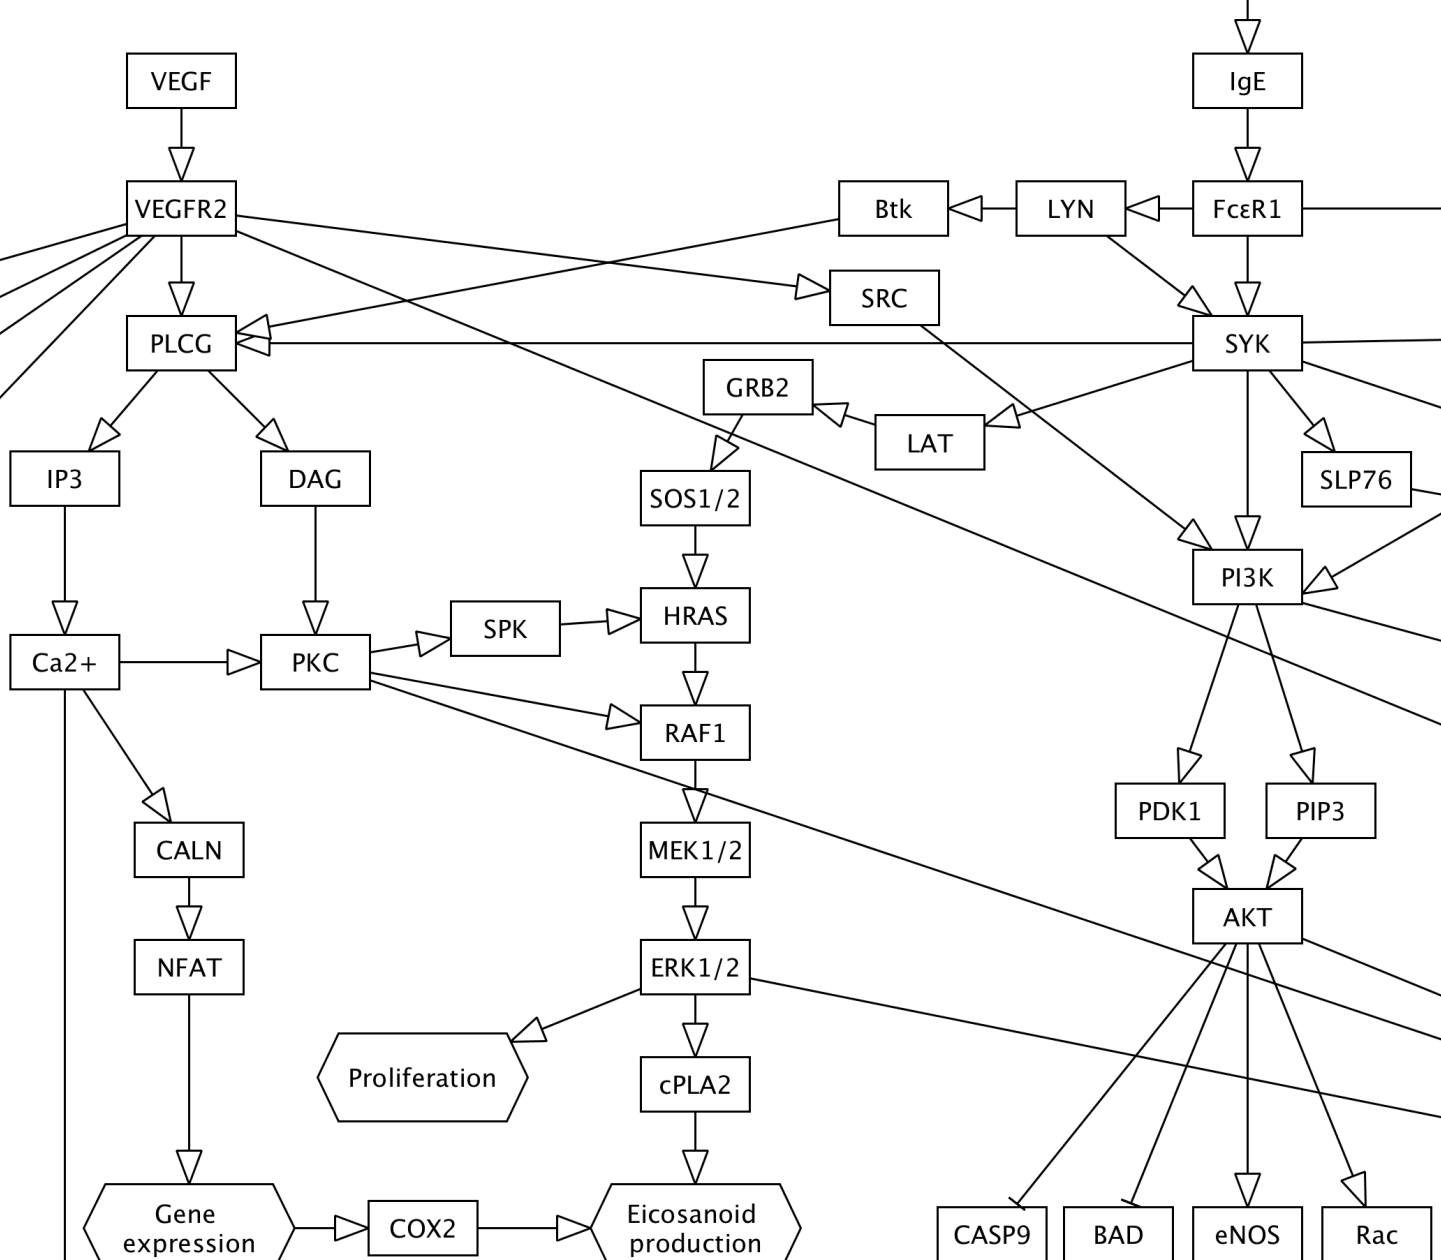 VEGF
IgE
VEGFR2
Btk
LYN
FcεR1
SRC
PLCG
SYK
GRB2
LAT
IP3
DAG
SOS1/2
SLP76
PI3K
SPK
HRAS
Ca2+
PKC
RAF1
PDK1
PIP3
CALN
MEK1/2
AKT
NFAT
ERK1/2
Proliferation
cPLA2
Gene
expression
COX2
Eicosanoid
production
CASP9
BAD
eNOS
Rac